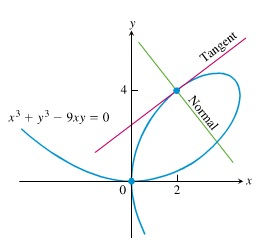 y
Tangent
4
x³ + y³ − 9xy = 0
Normal
x
0
2